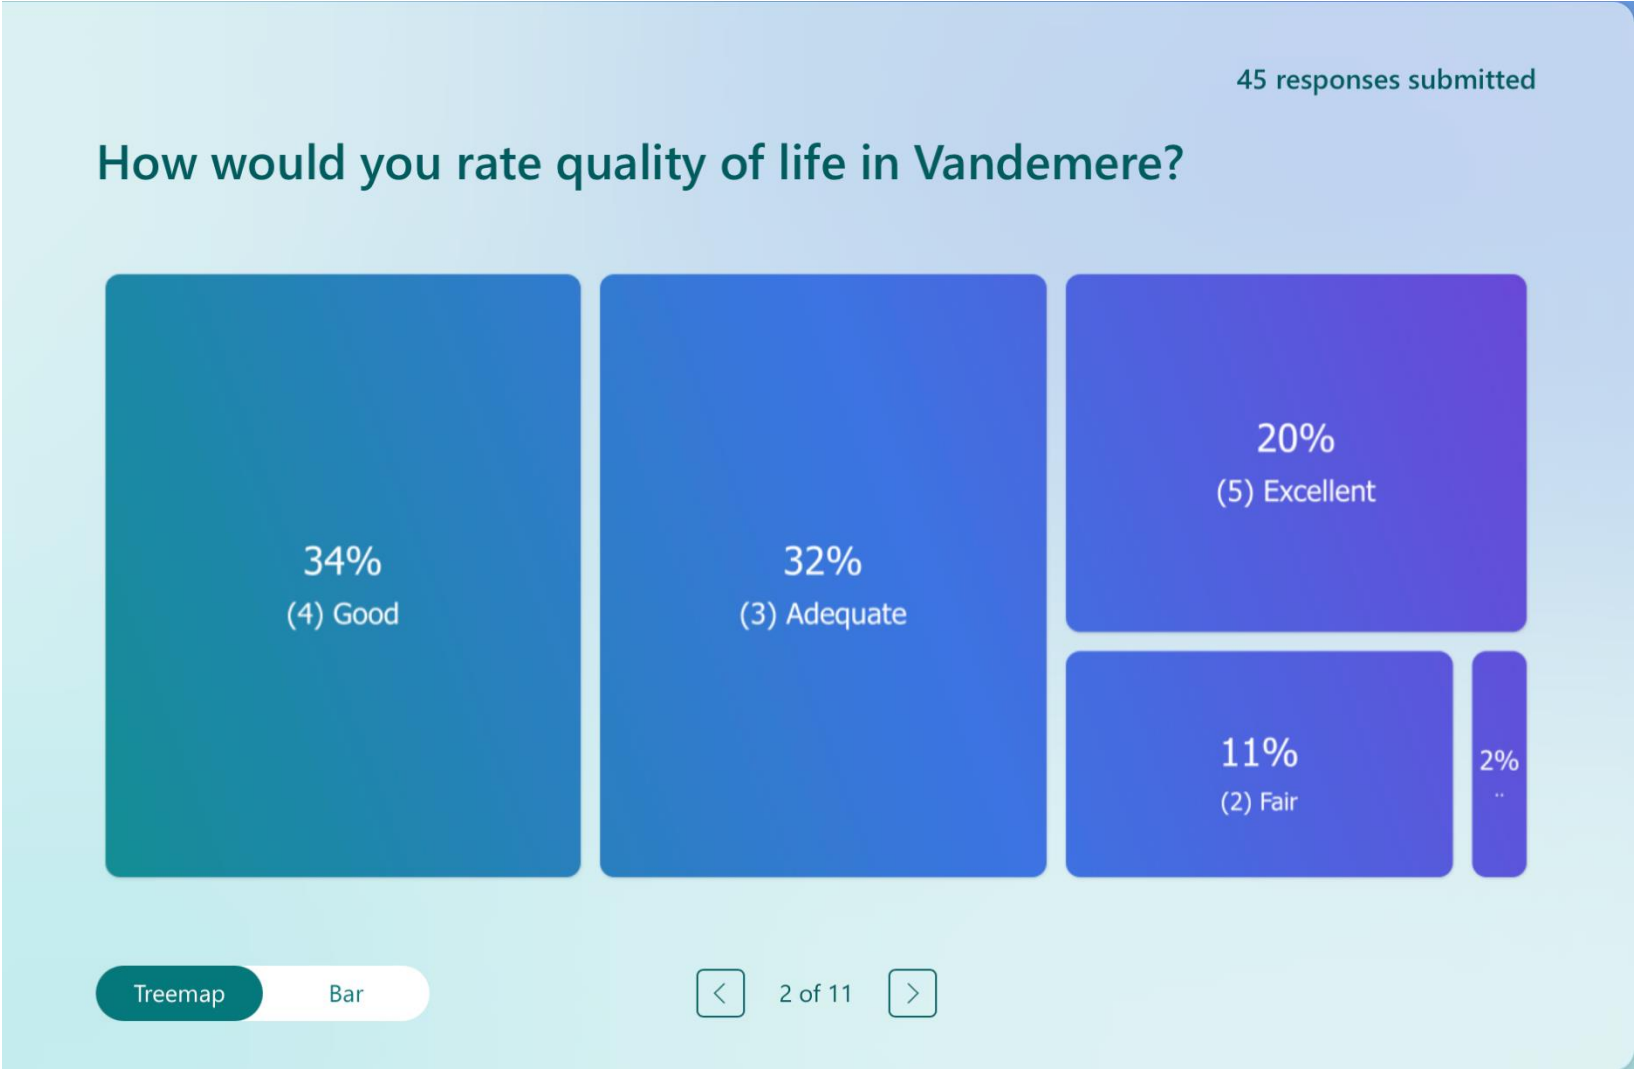 45 responses submitted
How would you rate quality of life in Vandemere?
34%
(4) Good
32%
(3) Adequate
20%
(5) Excellent
11%
(2) Fair
2%
..
Treemap
Bar
2 of 11